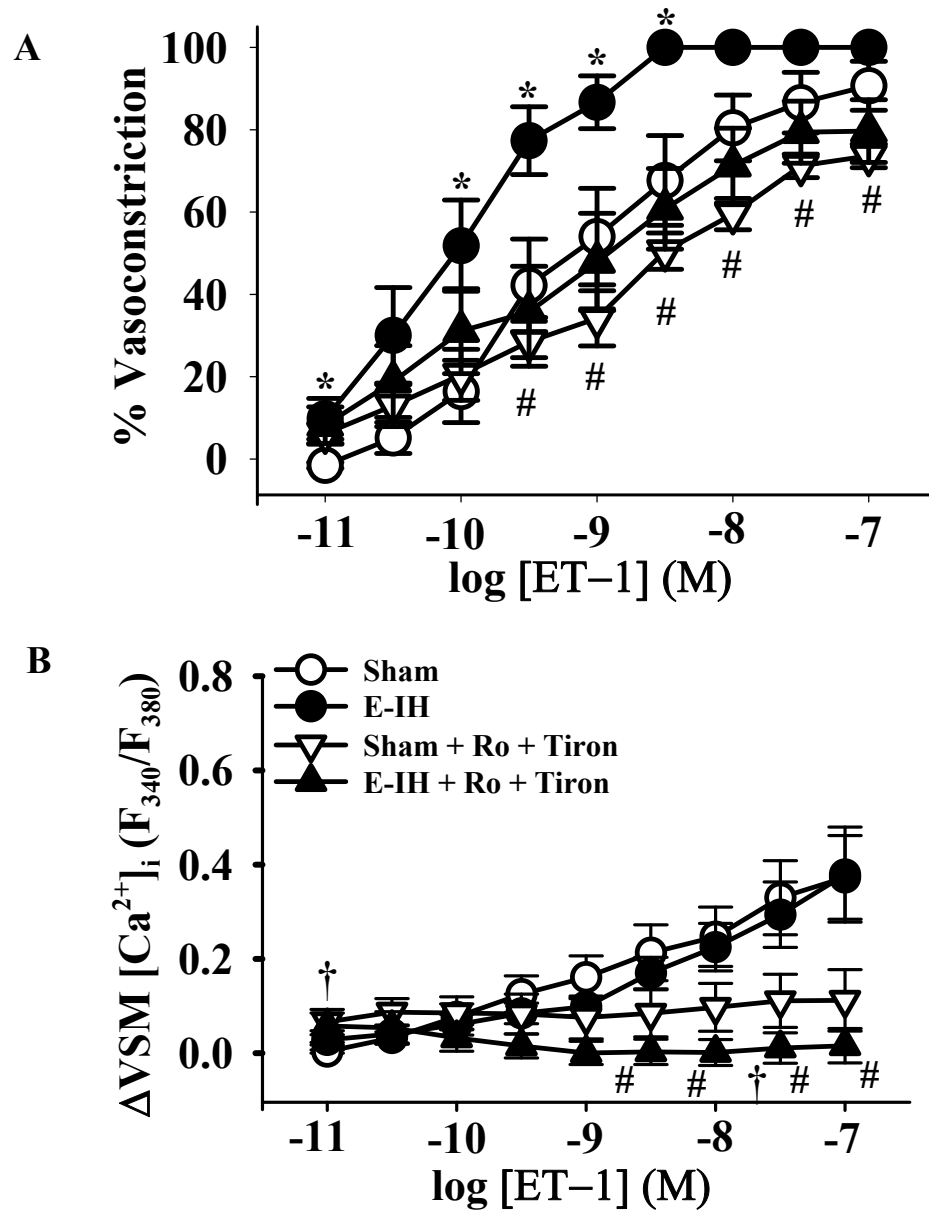 A
% Vasoconstriction
100
80
60
40
20
0
* * * * * *
# # # # # #
-11 -10 -9 -8 -7
log [ET−1] (M)
B
ΔVSM [Ca2+]i (F340/F380)
0.8
0.6
0.4
0.2
0.0
Sham
E-IH
Sham + Ro + Tiron
E-IH + Ro + Tiron
†
# # † # #
-11 -10 -9 -8 -7
log [ET−1] (M)